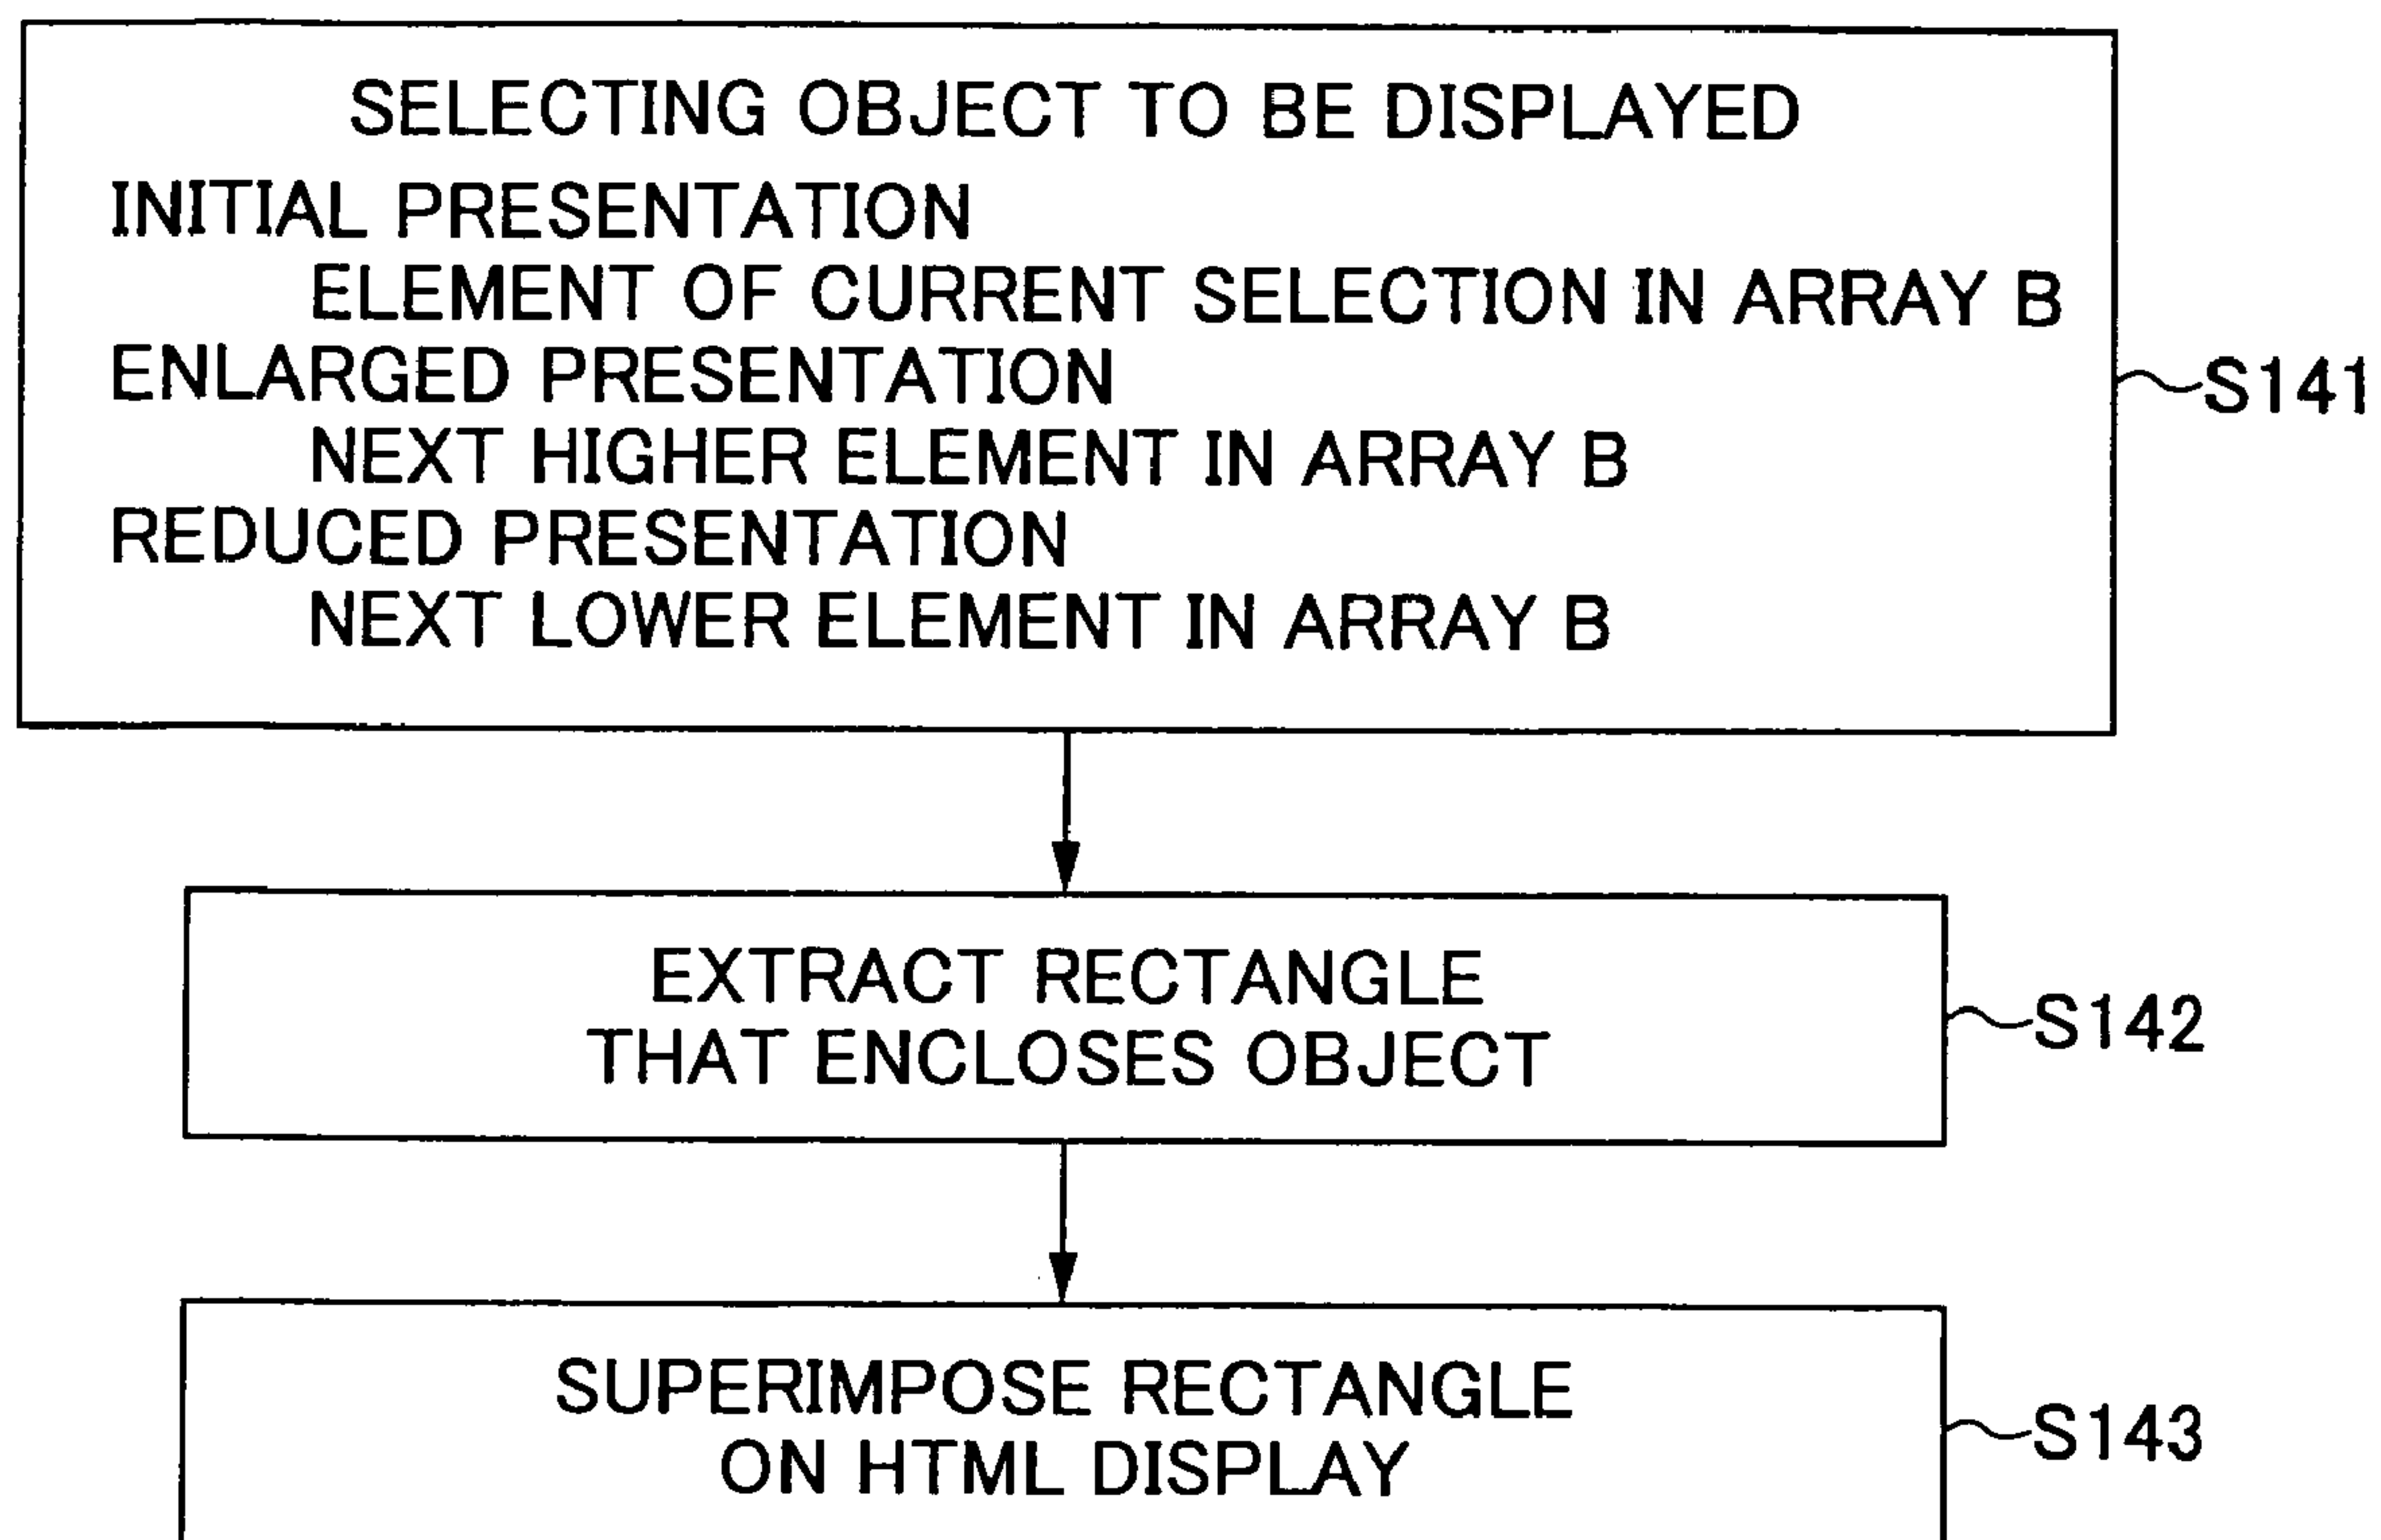 SELECTING OBJECT TO BE DISPLAYED
INITIAL PRESENTATION
ELEMENT OF CURRENT SELECTION IN ARRAY B
ENLARGED PRESENTATION
NEXT HIGHER ELEMENT IN ARRAY B
REDUCED PRESENTATION
NEXT LOWER ELEMENT IN ARRAY B
S141
EXTRACT RECTANGLE
THAT ENCLOSES OBJECT
S142
SUPERIMPOSE RECTANGLE
ON HTML DISPLAY
S143